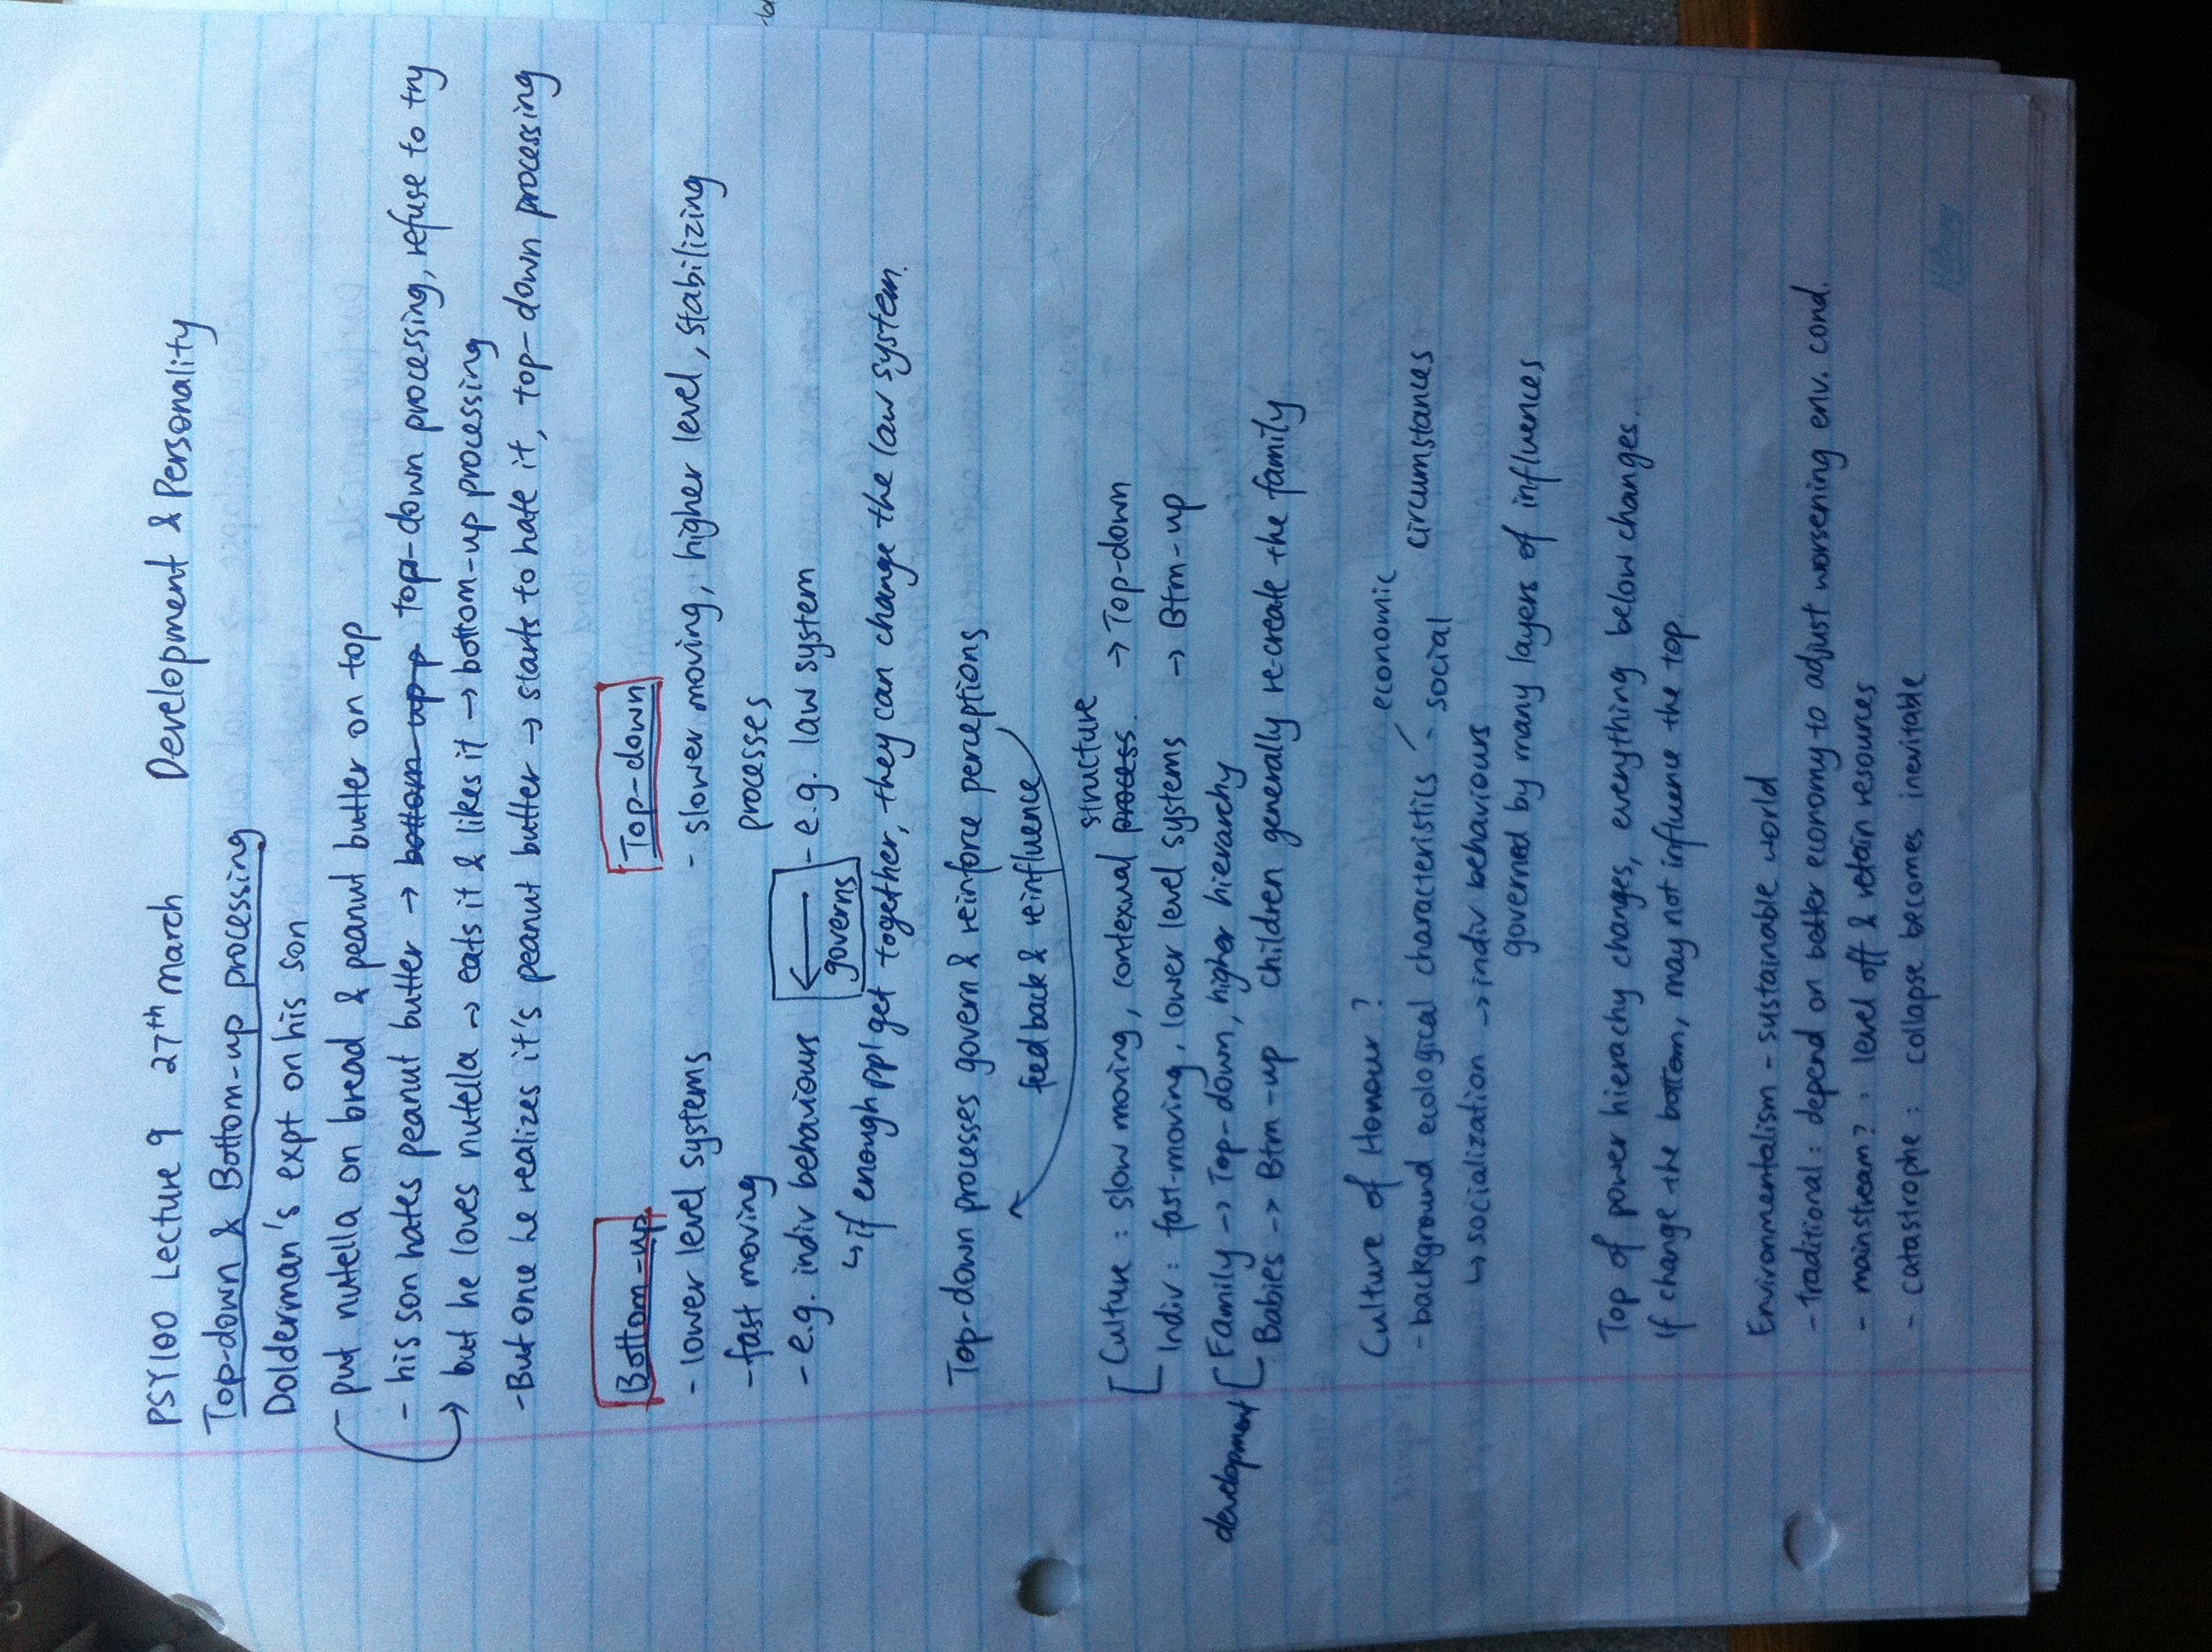 PSY100 Lecture 9 27th March Development & Personality
Top-down & Bottom-up processing
Dolderman's expt on his son
put nutella on bread & peanut butter on top
- his son hates peanut butter → bottom-up top-down processing, refuse to try
but he loves nutella → eats it & likes it → bottom-up processing
- But one he realizes it's peanut butter → starts to hate it, top-down processing
Bottom-up Top-down
- lower level systems - slower moving, higher level, stabilizing
- fast moving processes
- e.g. indiv behaviours ← governs - e.g. law system
↳ if enough ppl get together, they can change the law system.
Top-down processes govern & reinforce perceptions
feedback & reinfluence
structure
Culture : slow moving, contexual process. → Top-down
Indiv : fast-moving, lower level systems → Btm-up
development Family → Top-down, higher hierarchy
Babies → Btm-up children generally re-create the family
Culture of Honour ? economic
- background ecological characteristics social circumstances
↳ socialization → indiv behaviours
governed by many layers of influences
Top of power hierachy changes, everything below changes..
If change the bottom, may not influence the top.
Environmentalism - sustainable world
- traditional : depend on better economy to adjust worsening env. cond.
- mainstream? : level off & retain resources
- catastrophe : collapse becomes inevitable